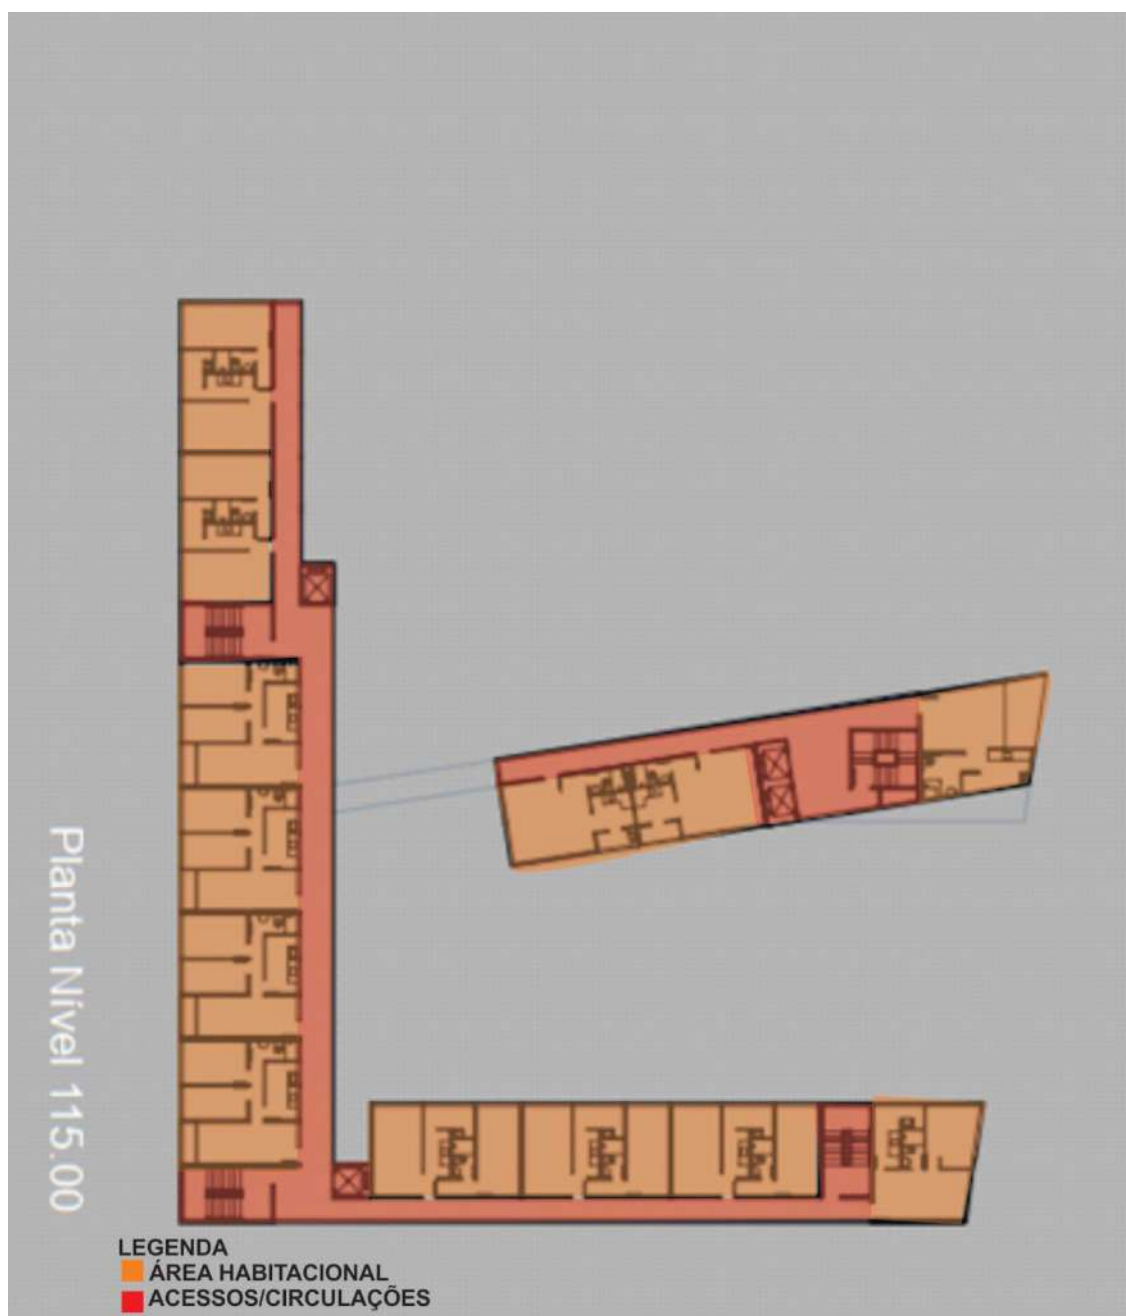 Planta Nível 115.00
LEGENDA
ÁREA HABITACIONAL
ACESSOS/CIRCULAÇÕES